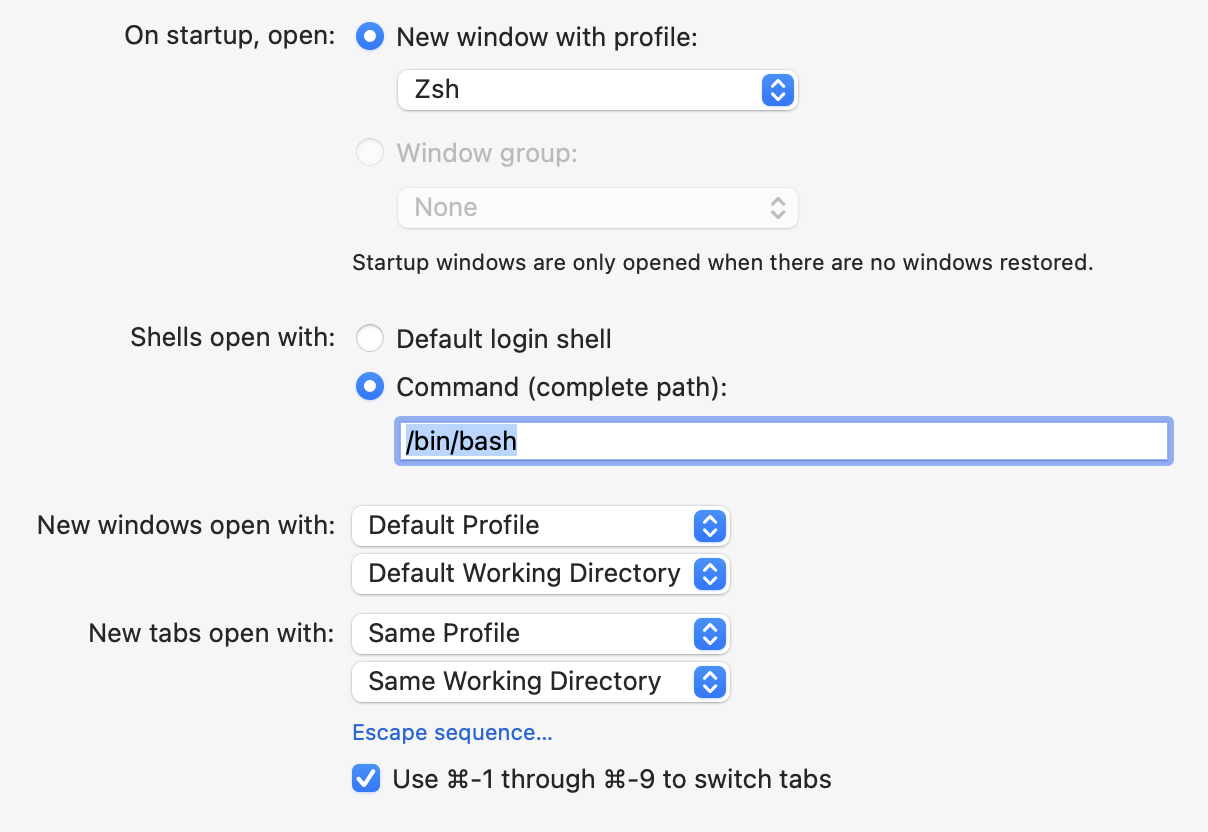 On startup, open: New window with profile:
Zsh
Window group:
None
Startup windows are only opened when there are no windows restored.
Shells open with: Default login shell
Command (complete path):
/bin/bash
New windows open with: Default Profile
Default Working Directory
New tabs open with: Same Profile
Same Working Directory
Escape sequence...
Use ⌘-1 through ⌘-9 to switch tabs